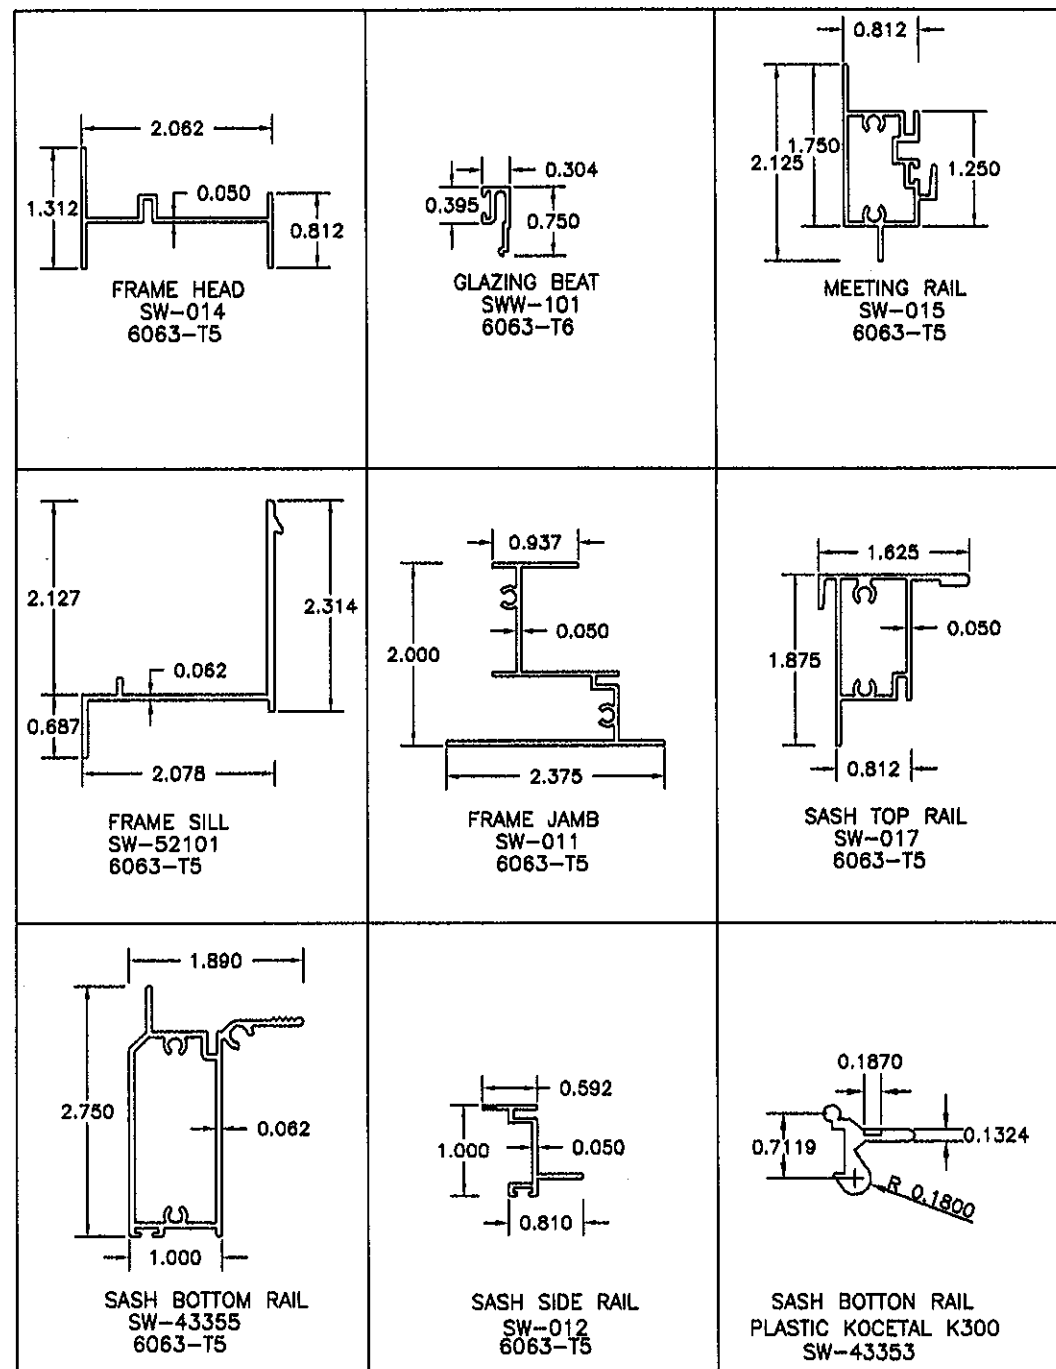 2.062
1.312
0.050
0.812
FRAME HEAD
SW-014
6063-T5
0.304
0.395
0.750
GLAZING BEAT
SWW-101
6063-T6
0.812
1.750
2.125
1.250
MEETING RAIL
SW-015
6063-T5
2.127
2.314
0.062
0.687
2.078
FRAME SILL
SW-52101
6063-T5
0.937
0.050
2.000
2.375
FRAME JAMB
SW-011
6063-T5
1.625
0.050
1.875
0.812
SASH TOP RAIL
SW-017
6063-T5
1.890
2.750
0.062
1.000
SASH BOTTOM RAIL
SW-43355
6063-T5
0.592
1.000
0.050
0.810
SASH SIDE RAIL
SW-012
6063-T5
0.1870
0.7119
0.1324
R 0.1800
SASH BOTTON RAIL
PLASTIC KOCETAL K300
SW-43353